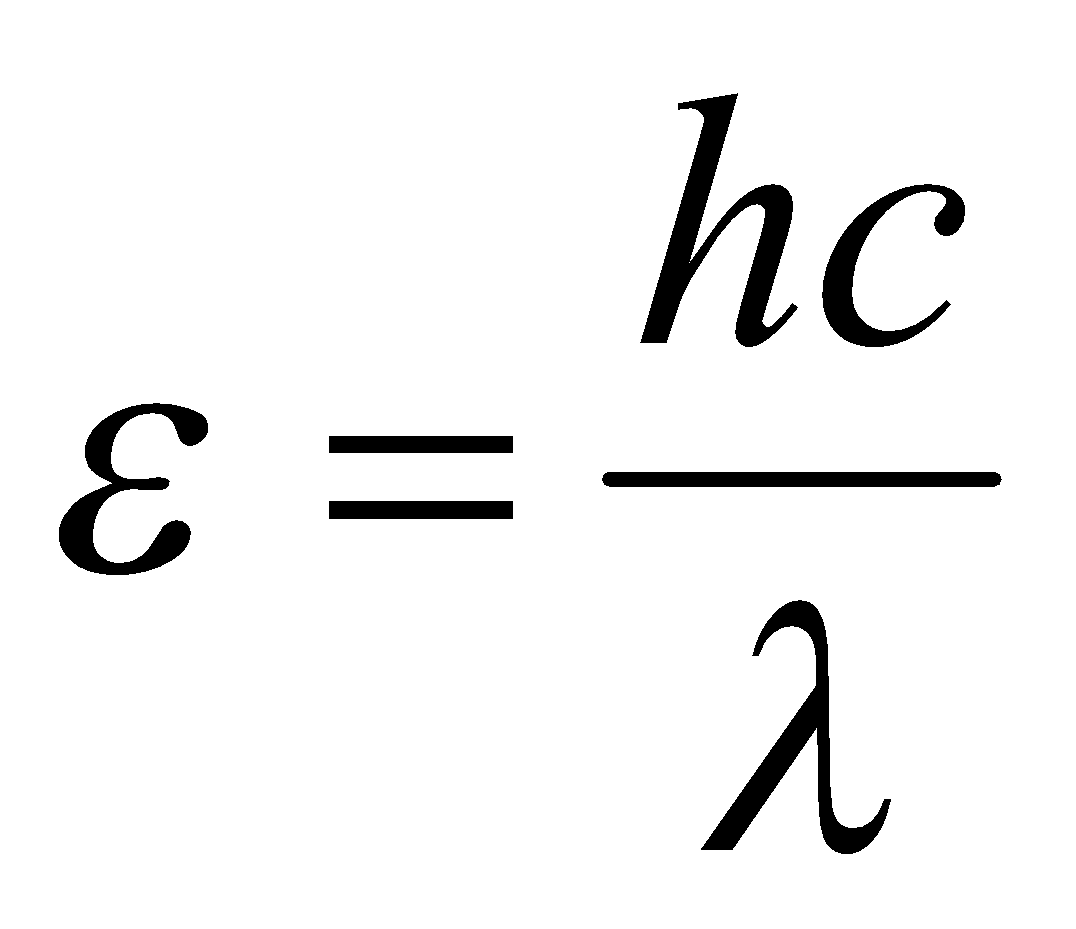 ε = hc/λ